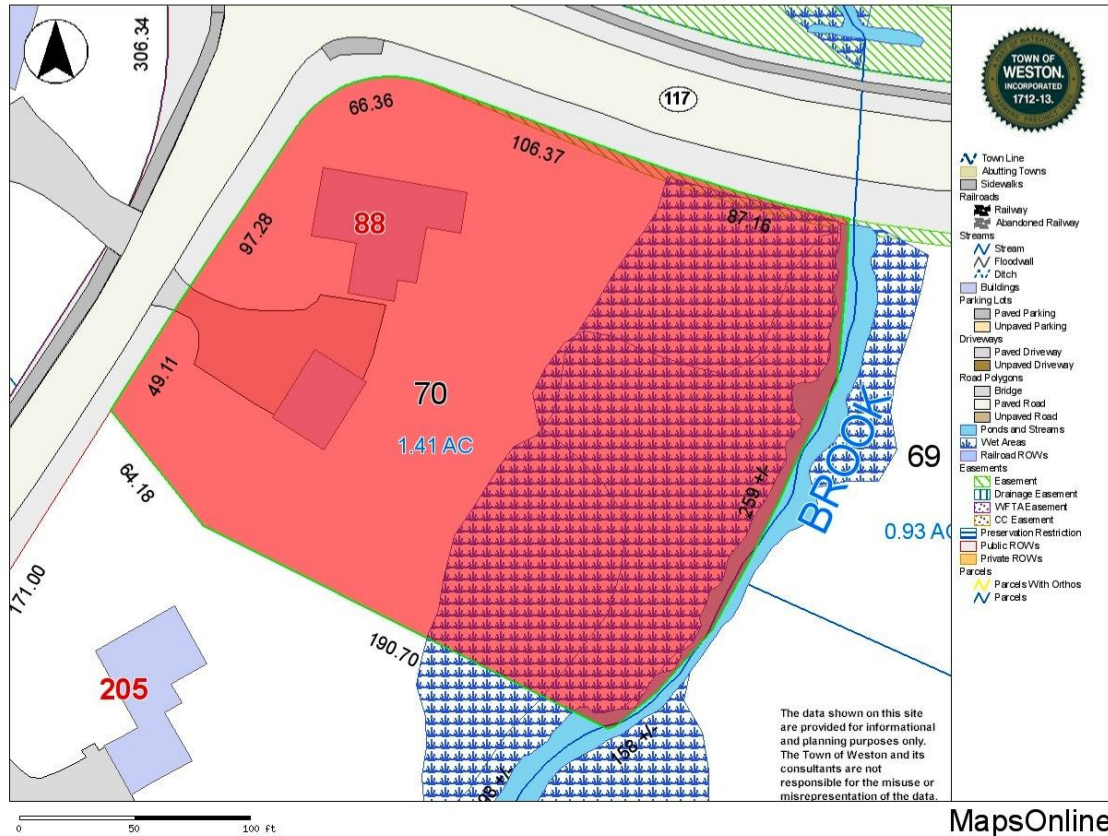 306.34
66.36
117
106.37
97.28
88
87.16
49.11
70
1.41 AC
64.18
259 +/-
BROOK
69
0.93 AC
171.00
190.70
205
158 +/-
98 +/-
TOWN OF
WESTON.
INCORPORATED
1712-13.
Town Line
Abutting Towns
Sidewalks
Railroads
Railway
Abandoned Railway
Streams
Stream
Floodwall
Ditch
Buildings
Parking Lots
Paved Parking
Unpaved Parking
Driveways
Paved Driveway
Unpaved Driveway
Road Polygons
Bridge
Paved Road
Unpaved Road
Ponds and Streams
Wet Areas
Railroad ROWs
Easements
Easement
Drainage Easement
WFTA Easement
CC Easement
Preservation Restriction
Public ROWs
Private ROWs
Parcels
Parcels With Orthos
Parcels
The data shown on this site
are provided for informational
and planning purposes only.
The Town of Weston and its
consultants are not
responsible for the misuse or
misrepresentation of the data.
0 50 100 ft
MapsOnline